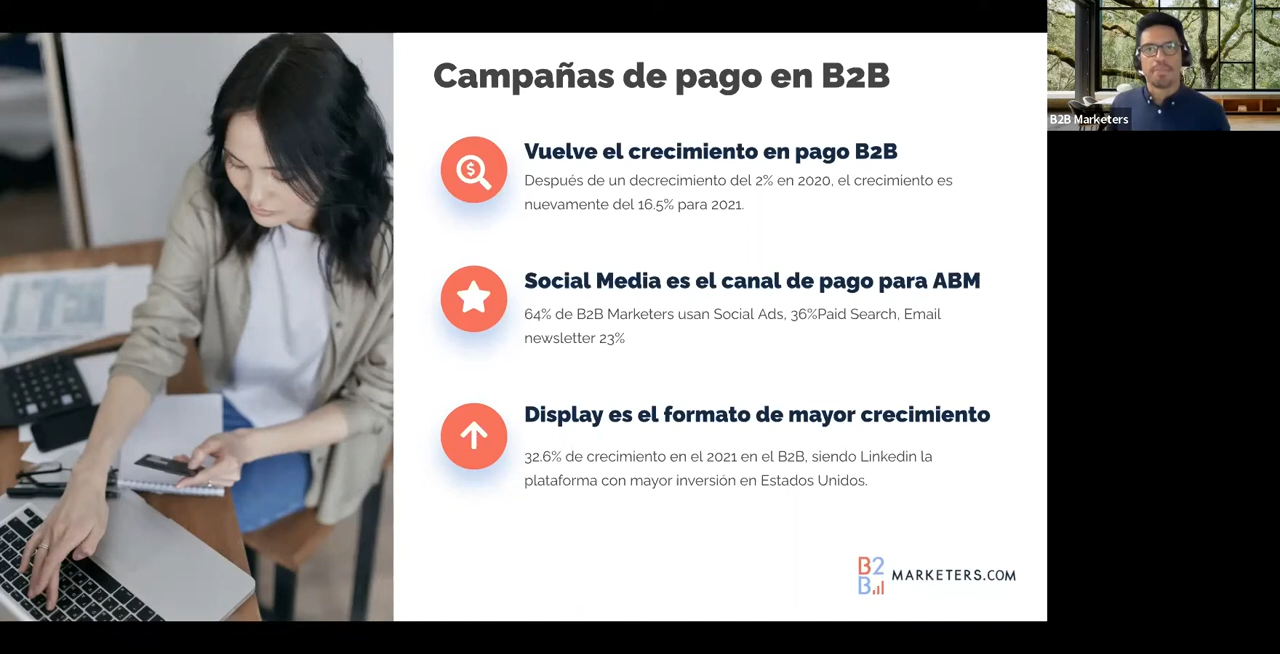 Campañas de pago en B2B
Vuelve el crecimiento en pago B2B
Después de un decrecimiento del 2% en 2020, el crecimiento es
nuevamente del 16.5% para 2021.
Social Media es el canal de pago para ABM
64% de B2B Marketers usan Social Ads, 36%Paid Search, Email
newsletter 23%
Display es el formato de mayor crecimiento
32.6% de crecimiento en el 2021 en el B2B, siendo Linkedin la
plataforma con mayor inversión en Estados Unidos.
B2B MARKETERS.COM
B2B Marketers